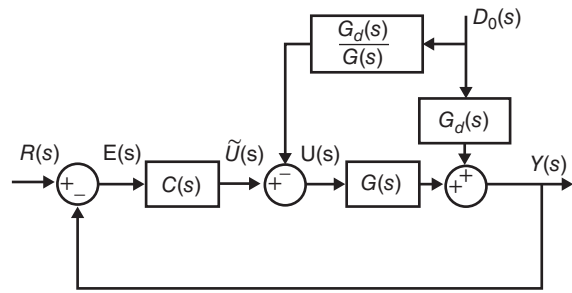 D₀(s)
G_d(s)
G(s)
G_d(s)
R(s)
E(s)
Ũ(s)
U(s)
Y(s)
+
−
C(s)
+
−
G(s)
+
+